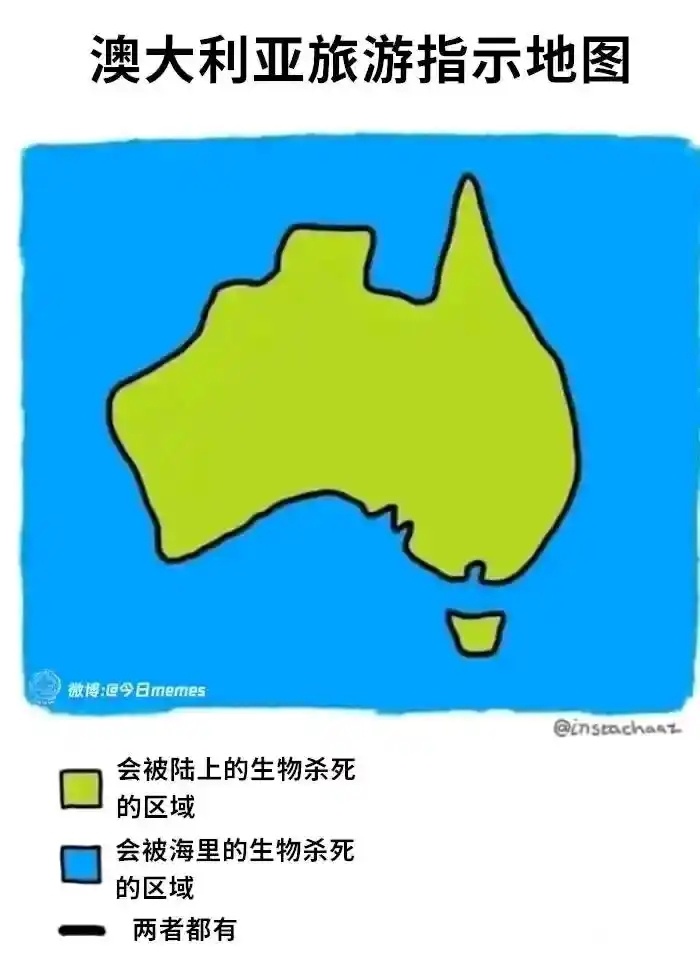 澳大利亚旅游指示地图
微博:@今日memes
@instachaaz
会被陆上的生物杀死
的区域
会被海里的生物杀死
的区域
两者都有